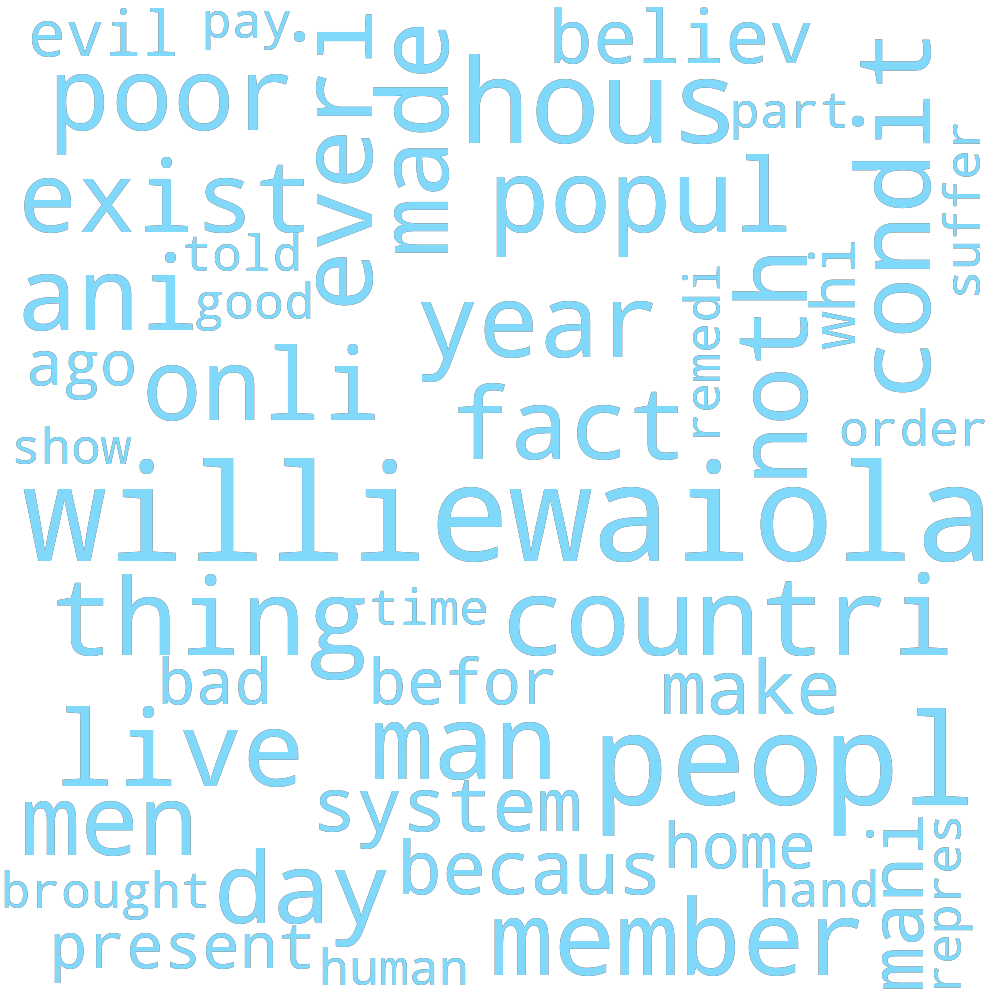 evil
pay
believ
poor
everi
made
hous
part
condit
suffer
exist
popul
told
ani
good
year
remedi
noth
whi
ago
onli
fact
order
show
williewaiola
thing
time
countri
bad
befor
make
live
man
peopl
men
system
home
becaus
mani
repres
brought
day
hand
member
present
human